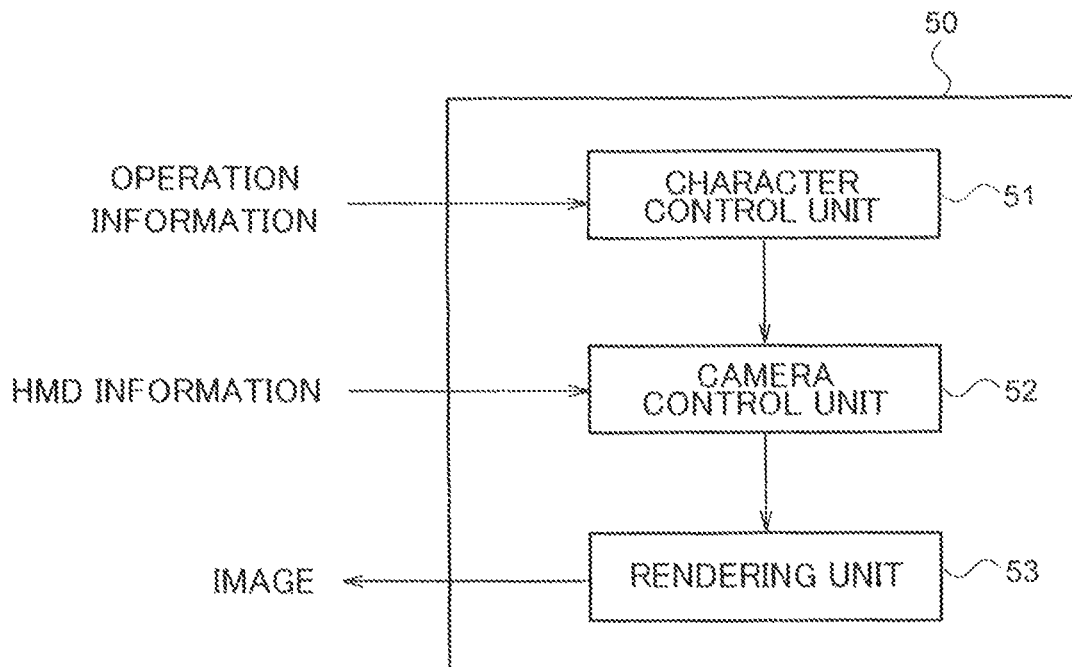 50
OPERATION
INFORMATION
CHARACTER
CONTROL UNIT
51
HMD INFORMATION
CAMERA
CONTROL UNIT
52
IMAGE
RENDERING UNIT
53